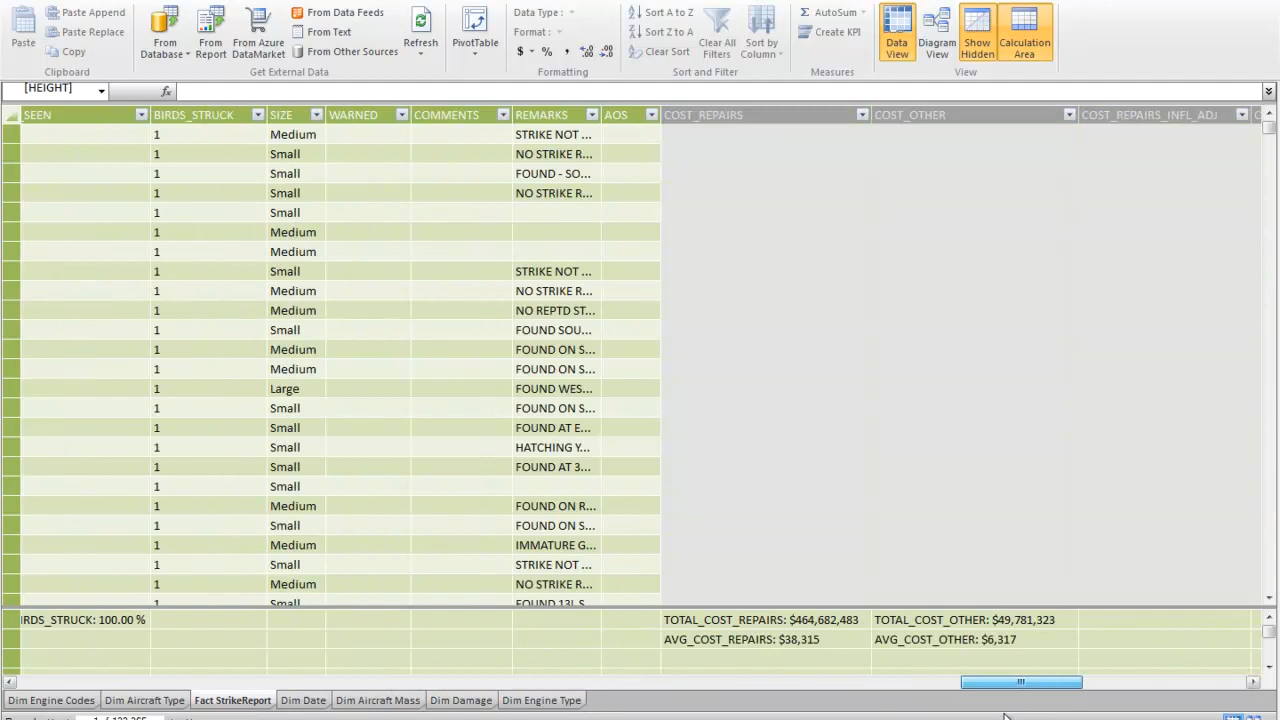 Paste
Paste Append
Paste Replace
Copy
Clipboard
From Database
From Report
From Azure DataMarket
From Data Feeds
From Text
From Other Sources
Get External Data
Refresh
PivotTable
Data Type :
Format :
$ % ,
Formatting
Sort A to Z
Sort Z to A
Clear Sort
Clear All Filters
Sort by Column
Sort and Filter
AutoSum
Create KPI
Measures
Data View
Diagram View
Show Hidden
Calculation Area
View
[HEIGHT] fx
SEEN BIRDS_STRUCK SIZE WARNED COMMENTS REMARKS AOS COST_REPAIRS COST_OTHER COST_REPAIRS_INFL_ADJ
1 Medium STRIKE NOT ...
1 Small NO STRIKE R...
1 Small FOUND - SO...
1 Small NO STRIKE R...
1 Small
1 Medium
1 Medium
1 Small STRIKE NOT ...
1 Medium NO STRIKE R...
1 Medium NO REPTD ST...
1 Small FOUND SOU...
1 Medium FOUND ON S...
1 Medium FOUND ON S...
1 Large FOUND WES...
1 Small FOUND ON S...
1 Small FOUND AT E...
1 Small HATCHING Y...
1 Small FOUND AT 3...
1 Small
1 Medium FOUND ON R...
1 Small FOUND ON S...
1 Medium IMMATURE G...
1 Small STRIKE NOT ...
1 Medium NO STRIKE R...
1 Small FOUND 13L S
IRDS_STRUCK: 100.00 % TOTAL_COST_REPAIRS: $464,682,483 TOTAL_COST_OTHER: $49,781,323
AVG_COST_REPAIRS: $38,315 AVG_COST_OTHER: $6,317
Dim Engine Codes Dim Aircraft Type Fact StrikeReport Dim Date Dim Aircraft Mass Dim Damage Dim Engine Type